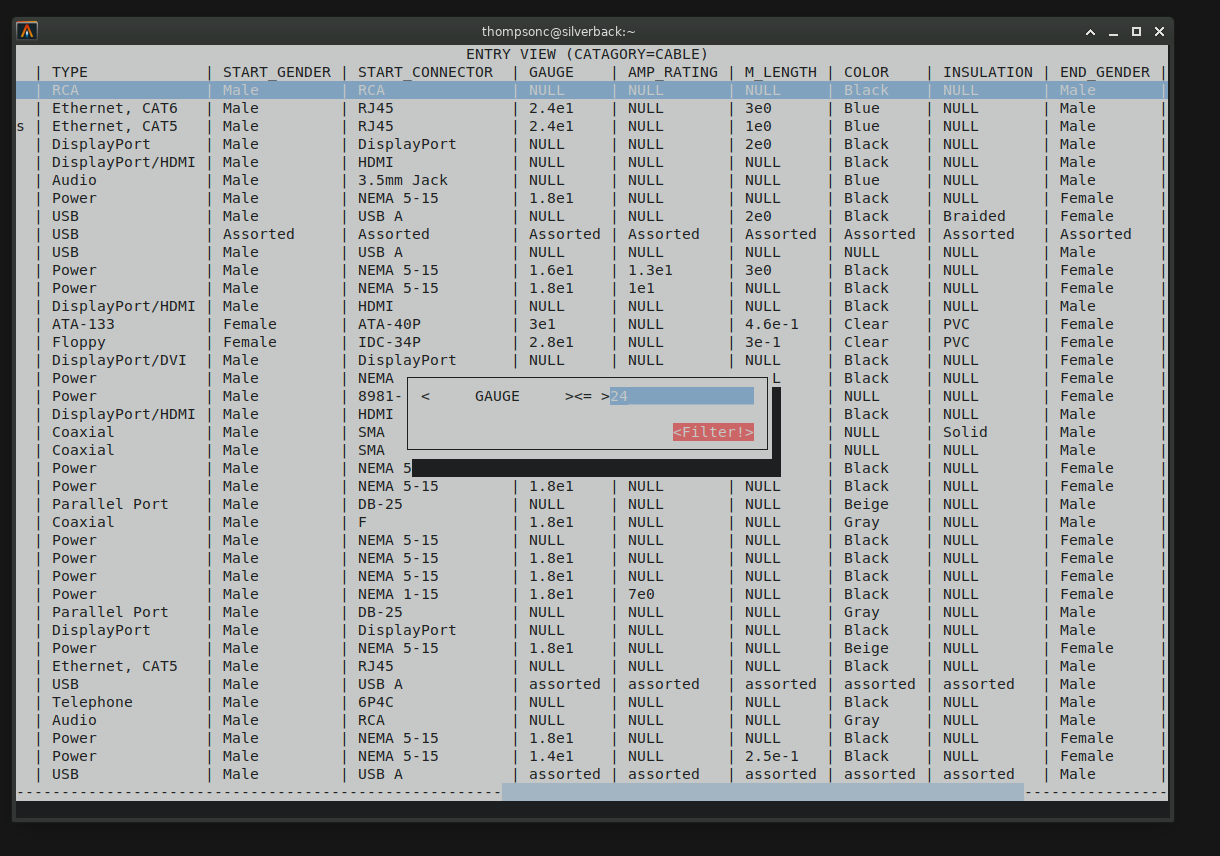 thompsonc@silverback:~
ENTRY VIEW (CATAGORY=CABLE)
| TYPE | START_GENDER | START_CONNECTOR | GAUGE | AMP_RATING | M_LENGTH | COLOR | INSULATION | END_GENDER |
| RCA | Male | RCA | NULL | NULL | NULL | Black | NULL | Male |
| Ethernet, CAT6 | Male | RJ45 | 2.4e1 | NULL | 3e0 | Blue | NULL | Male |
s | Ethernet, CAT5 | Male | RJ45 | 2.4e1 | NULL | 1e0 | Blue | NULL | Male |
| DisplayPort | Male | DisplayPort | NULL | NULL | 2e0 | Black | NULL | Male |
| DisplayPort/HDMI | Male | HDMI | NULL | NULL | NULL | Black | NULL | Male |
| Audio | Male | 3.5mm Jack | NULL | NULL | NULL | Blue | NULL | Male |
| Power | Male | NEMA 5-15 | 1.8e1 | NULL | NULL | Black | NULL | Female |
| USB | Male | USB A | NULL | NULL | 2e0 | Black | Braided | Female |
| USB | Assorted | Assorted | Assorted | Assorted | Assorted | Assorted | Assorted | Assorted |
| USB | Male | USB A | NULL | NULL | NULL | NULL | NULL | Male |
| Power | Male | NEMA 5-15 | 1.6e1 | 1.3e1 | 3e0 | Black | NULL | Female |
| Power | Male | NEMA 5-15 | 1.8e1 | 1e1 | NULL | Black | NULL | Female |
| DisplayPort/HDMI | Male | HDMI | NULL | NULL | NULL | Black | NULL | Male |
| ATA-133 | Female | ATA-40P | 3e1 | NULL | 4.6e-1 | Clear | PVC | Female |
| Floppy | Female | IDC-34P | 2.8e1 | NULL | 3e-1 | Clear | PVC | Female |
| DisplayPort/DVI | Male | DisplayPort | NULL | NULL | NULL | Black | NULL | Female |
| Power | Male | NEMA L | Black | NULL | Female |
| Power | Male | 8981- < GAUGE ><= >24 | NULL | NULL | Female |
| DisplayPort/HDMI | Male | HDMI | Black | NULL | Male |
| Coaxial | Male | SMA <Filter!> | NULL | Solid | Male |
| Coaxial | Male | SMA | NULL | NULL | Male |
| Power | Male | NEMA 5 | Black | NULL | Female |
| Power | Male | NEMA 5-15 | 1.8e1 | NULL | NULL | Black | NULL | Female |
| Parallel Port | Male | DB-25 | NULL | NULL | NULL | Beige | NULL | Male |
| Coaxial | Male | F | 1.8e1 | NULL | NULL | Gray | NULL | Male |
| Power | Male | NEMA 5-15 | NULL | NULL | NULL | Black | NULL | Female |
| Power | Male | NEMA 5-15 | 1.8e1 | NULL | NULL | Black | NULL | Female |
| Power | Male | NEMA 5-15 | 1.8e1 | NULL | NULL | Black | NULL | Female |
| Power | Male | NEMA 1-15 | 1.8e1 | 7e0 | NULL | Black | NULL | Female |
| Parallel Port | Male | DB-25 | NULL | NULL | NULL | Gray | NULL | Male |
| DisplayPort | Male | DisplayPort | NULL | NULL | NULL | Black | NULL | Male |
| Power | Male | NEMA 5-15 | 1.8e1 | NULL | NULL | Beige | NULL | Female |
| Ethernet, CAT5 | Male | RJ45 | NULL | NULL | NULL | Black | NULL | Male |
| USB | Male | USB A | assorted | assorted | assorted | assorted | assorted | Male |
| Telephone | Male | 6P4C | NULL | NULL | NULL | Black | NULL | Male |
| Audio | Male | RCA | NULL | NULL | NULL | Gray | NULL | Male |
| Power | Male | NEMA 5-15 | 1.8e1 | NULL | NULL | Black | NULL | Female |
| Power | Male | NEMA 5-15 | 1.4e1 | NULL | 2.5e-1 | Black | NULL | Female |
| USB | Male | USB A | assorted | assorted | assorted | assorted | assorted | Male |